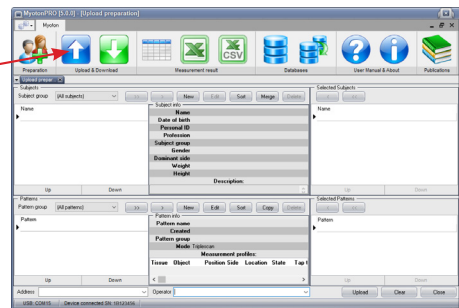 MyotonPRO [5.0.0] - [Upload preparation]
Myoton
Preparation Upload & Download Measurement result Databases User Manual & About Publications
CSV
Upload prepar...
Subjects Selected Subjects
Subject group (All subjects) >> > New Edit Sort Merge Delete < <<
Name Subject info Name
Name
Date of birth
Personal ID
Profession
Subject group
Gender
Dominant side
Weight
Height
Description:
Up Down Up Down
Patterns Selected Patterns
Pattern group (All patterns) >> > New Edit Sort Copy Delete < <<
Pattern Pattern info Pattern
Pattern name
Created
Pattern group
Mode Triplescan
Measurement profiles:
Tissue Object Position Side Location State Tap t
Up Down Up Down
Address Operator Upload Clear Close
USB: COM15 Device connected SN: